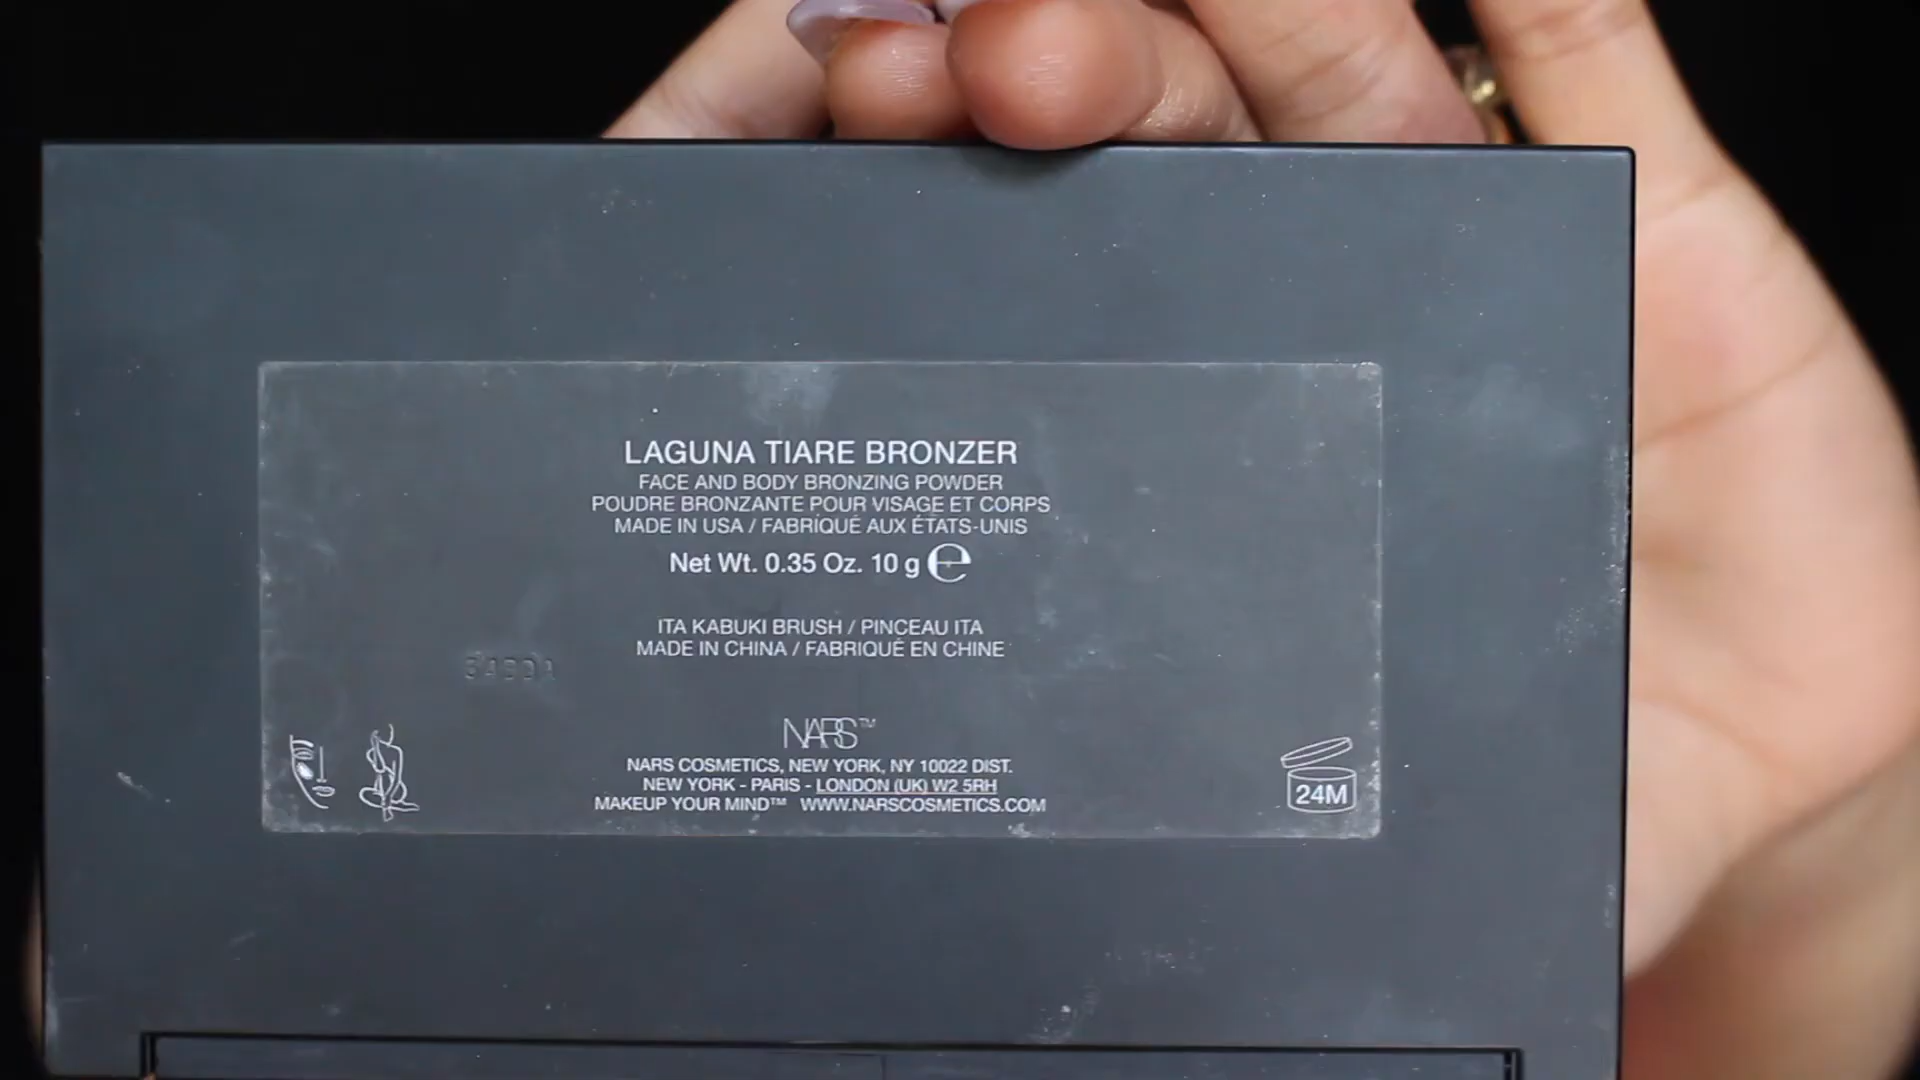 LAGUNA TIARE BRONZER
FACE AND BODY BRONZING POWDER
POUDRE BRONZANTE POUR VISAGE ET CORPS
MADE IN USA / FABRIQUÉ AUX ÉTATS-UNIS
Net Wt. 0.35 Oz. 10 g ℮
ITA KABUKI BRUSH / PINCEAU ITA
MADE IN CHINA / FABRIQUÉ EN CHINE
NARS™
NARS COSMETICS, NEW YORK, NY 10022 DIST.
NEW YORK - PARIS - LONDON (UK) W2 5RH
MAKEUP YOUR MIND™ WWW.NARSCOSMETICS.COM
24M